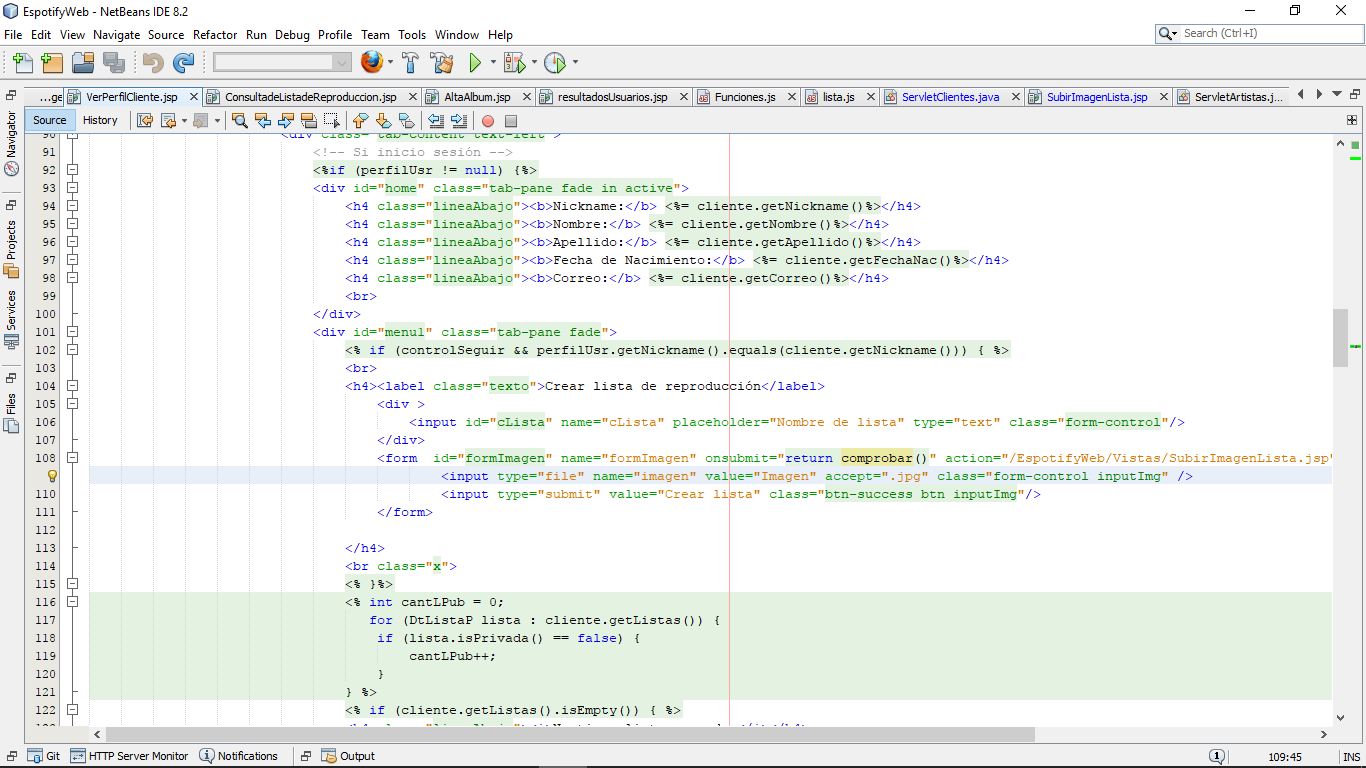 EspotifyWeb - NetBeans IDE 8.2
File Edit View Navigate Source Refactor Run Debug Profile Team Tools Window Help
Search (Ctrl+I)
...ge VerPerfilCliente.jsp ConsultadeListadeReproduccion.jsp AltaAlbum.jsp resultadosUsuarios.jsp Funciones.js lista.js ServletClientes.java SubirImagenLista.jsp ServletArtistas.j...
Source History
Navigator
Projects
Services
Files
90 <div class="tab-content text-left">
91 <!-- Si inicio sesión -->
92 <%if (perfilUsr != null) {%>
93 <div id="home" class="tab-pane fade in active">
94 <h4 class="lineaAbajo"><b>Nickname:</b> <%= cliente.getNickname()%></h4>
95 <h4 class="lineaAbajo"><b>Nombre:</b> <%= cliente.getNombre()%></h4>
96 <h4 class="lineaAbajo"><b>Apellido:</b> <%= cliente.getApellido()%></h4>
97 <h4 class="lineaAbajo"><b>Fecha de Nacimiento:</b> <%= cliente.getFechaNac()%></h4>
98 <h4 class="lineaAbajo"><b>Correo:</b> <%= cliente.getCorreo()%></h4>
99 <br>
100 </div>
101 <div id="menu1" class="tab-pane fade">
102 <% if (controlSeguir && perfilUsr.getNickname().equals(cliente.getNickname())) { %>
103 <br>
104 <h4><label class="texto">Crear lista de reproducción</label>
105 <div >
106 <input id="cLista" name="cLista" placeholder="Nombre de lista" type="text" class="form-control"/>
107 </div>
108 <form  id="formImagen" name="formImagen" onsubmit="return comprobar()" action="/EspotifyWeb/Vistas/SubirImagenLista.jsp"
<input type="file" name="imagen" value="Imagen" accept=".jpg" class="form-control inputImg" />
110 <input type="submit" value="Crear lista" class="btn-success btn inputImg"/>
111 </form>
112
113 </h4>
114 <br class="x">
115 <% }%>
116 <% int cantLPub = 0;
117 for (DtListaP lista : cliente.getListas()) {
118 if (lista.isPrivada() == false) {
119 cantLPub++;
120 }
121 } %>
122 <% if (cliente.getListas().isEmpty()) { %>
Git HTTP Server Monitor Notifications Output
1 109:45 INS